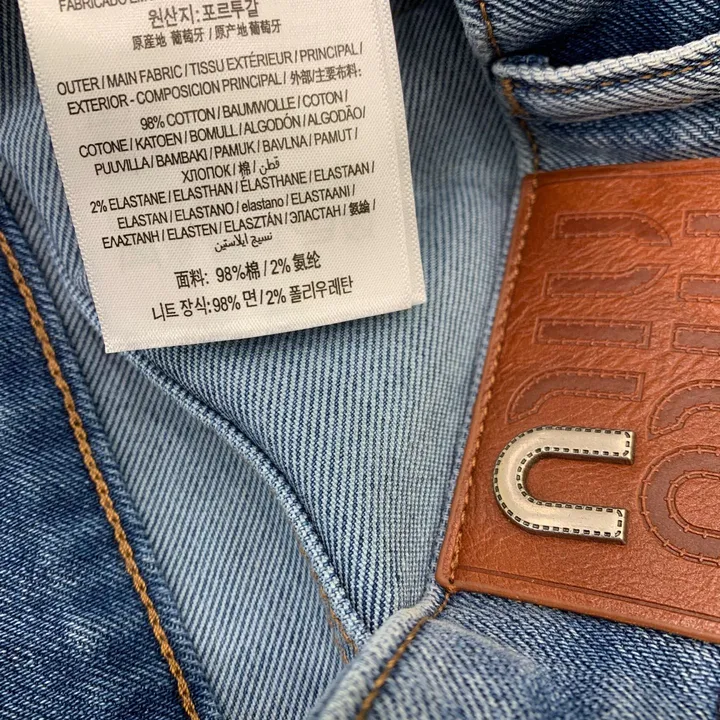 FABRICADO EM
원산지: 포르투갈
原産地 葡萄牙 / 原产地 葡萄牙
OUTER / MAIN FABRIC / TISSU EXTÉRIEUR / PRINCIPAL /
EXTERIOR - COMPOSICION PRINCIPAL / 外部/主要布料/
98% COTTON / BAUMWOLLE / COTON /
COTONE / KATOEN / BOMULL / ALGODÓN / ALGODÃO /
PUUVILLA / BAMBAKI / PAMUK / BAVLNA / PAMUT /
ХЛОПОК / 棉 / قطن /
2% ELASTANE / ELASTHAN / ÉLASTHANE / ELASTAAN /
ELASTAN / ELASTANO / elastano / ELASTAANI /
ΕΛΑΣΤΑΝΗ / ELASTEN / ELASZTÁN / ЭЛАСТАН / 氨綸 /
نسيج ايلاستين
面料: 98%棉 / 2% 氨纶
니트 장식: 98% 면 / 2% 폴리우레탄